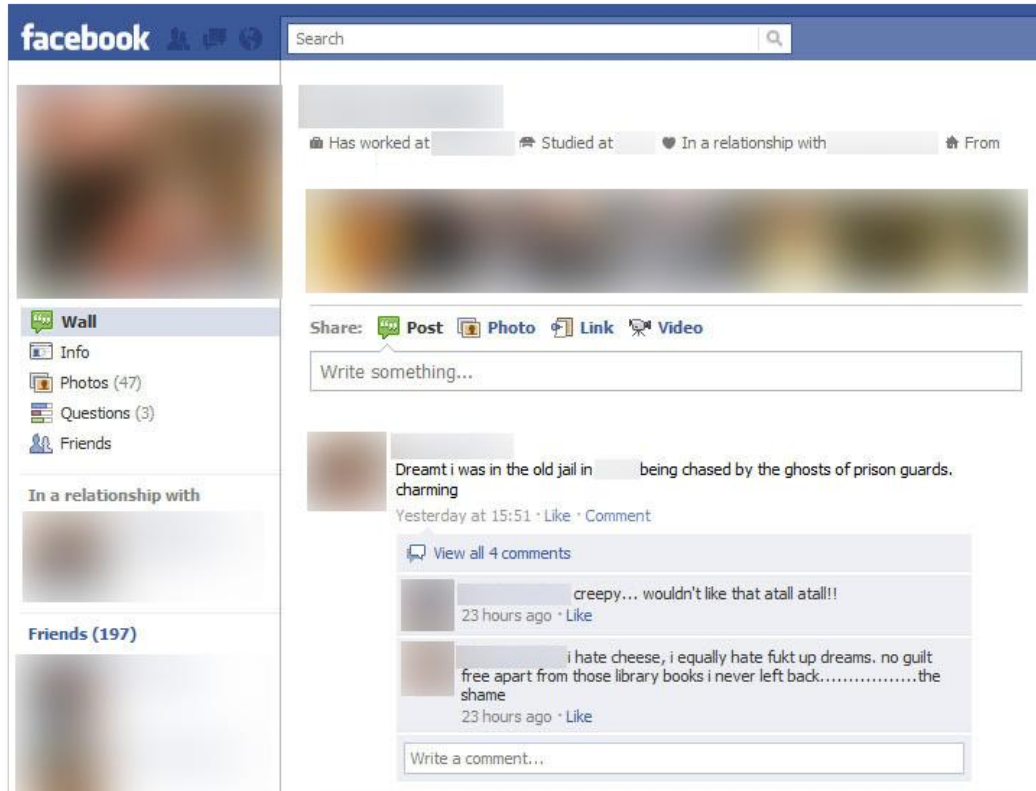 facebook
Search
Has worked at Studied at In a relationship with From
Wall
Info
Photos (47)
Questions (3)
Friends
In a relationship with
Friends (197)
Share: Post Photo Link Video
Write something...
Dreamt i was in the old jail in being chased by the ghosts of prison guards.
charming
Yesterday at 15:51 · Like · Comment
View all 4 comments
creepy... wouldn't like that atall atall!!
23 hours ago · Like
i hate cheese, i equally hate fukt up dreams. no guilt
free apart from those library books i never left back.................the
shame
23 hours ago · Like
Write a comment...